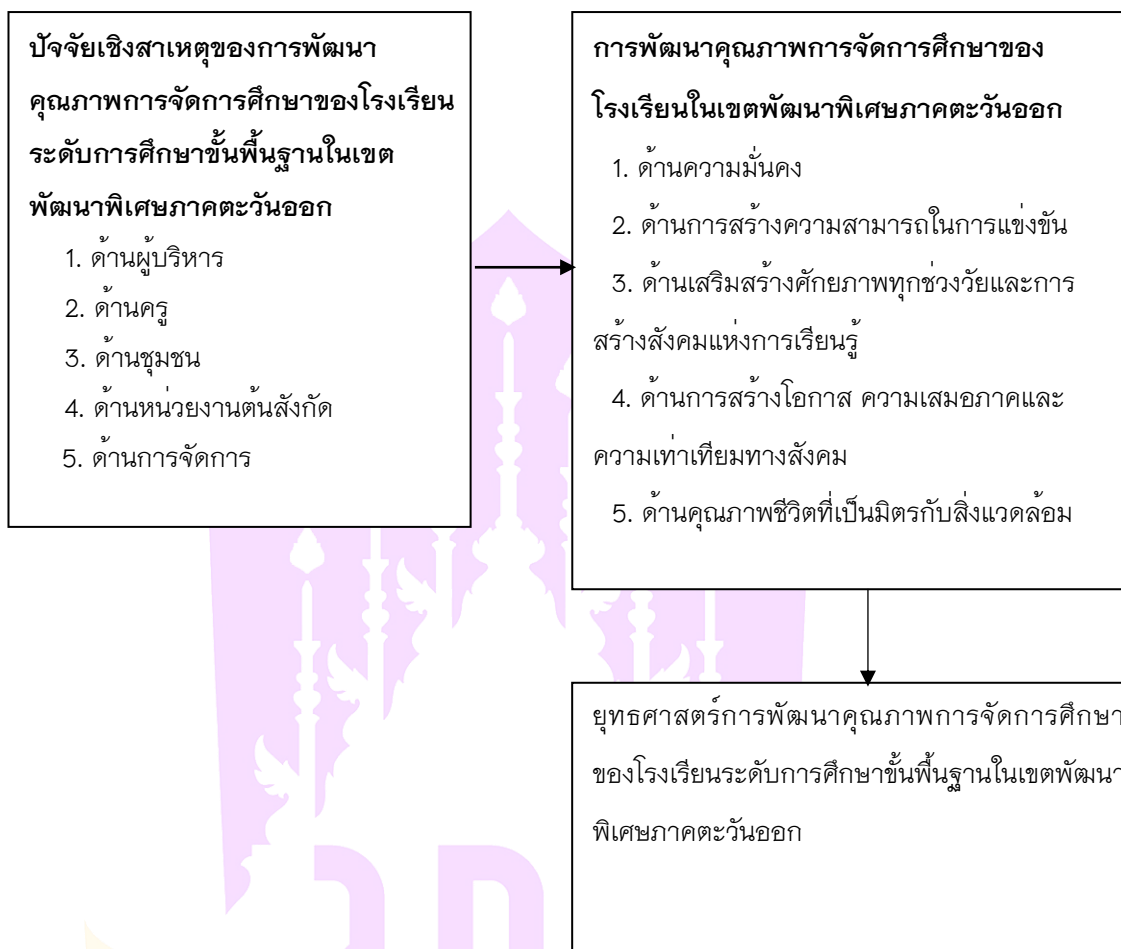 ปัจจัยเชิงสาเหตุของการพัฒนา
คุณภาพการจัดการศึกษาของโรงเรียน
ระดับการศึกษาขั้นพื้นฐานในเขต
พัฒนาพิเศษภาคตะวันออก
1. ด้านผู้บริหาร
2. ด้านครู
3. ด้านชุมชน
4. ด้านหน่วยงานต้นสังกัด
5. ด้านการจัดการ
การพัฒนาคุณภาพการจัดการศึกษาของ
โรงเรียนในเขตพัฒนาพิเศษภาคตะวันออก
1. ด้านความมั่นคง
2. ด้านการสร้างความสามารถในการแข่งขัน
3. ด้านเสริมสร้างศักยภาพทุกช่วงวัยและการ
สร้างสังคมแห่งการเรียนรู้
4. ด้านการสร้างโอกาส ความเสมอภาคและ
ความเท่าเทียมทางสังคม
5. ด้านคุณภาพชีวิตที่เป็นมิตรกับสิ่งแวดล้อม
ยุทธศาสตร์การพัฒนาคุณภาพการจัดการศึกษา
ของโรงเรียนระดับการศึกษาขั้นพื้นฐานในเขตพัฒนา
พิเศษภาคตะวันออก